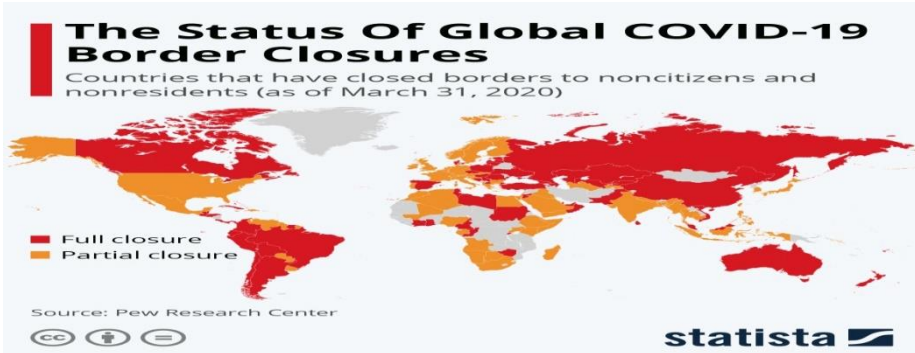 The Status Of Global COVID-19
Border Closures
Countries that have closed borders to noncitizens and
nonresidents (as of March 31, 2020)
Full closure
Partial closure
Source: Pew Research Center
cc
statista